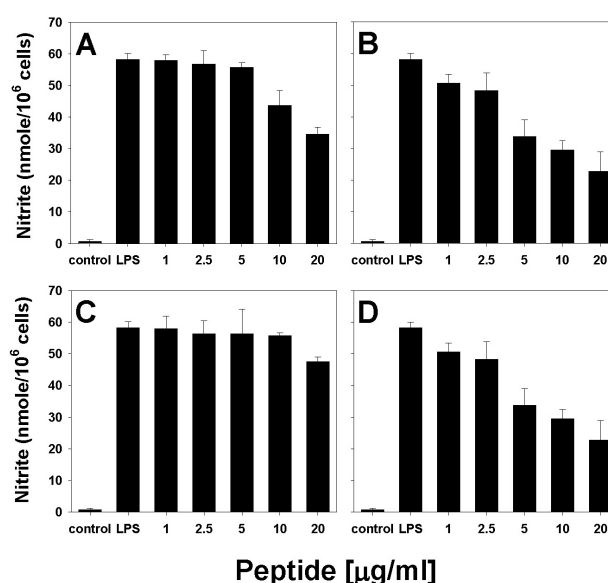 A
B
Nitrite (nmole/10⁶ cells)
70
60
50
40
30
20
10
0
control LPS 1 2.5 5 10 20
control LPS 1 2.5 5 10 20
C
D
Nitrite (nmole/10⁶ cells)
70
60
50
40
30
20
10
0
control LPS 1 2.5 5 10 20
control LPS 1 2.5 5 10 20
Peptide [µg/ml]